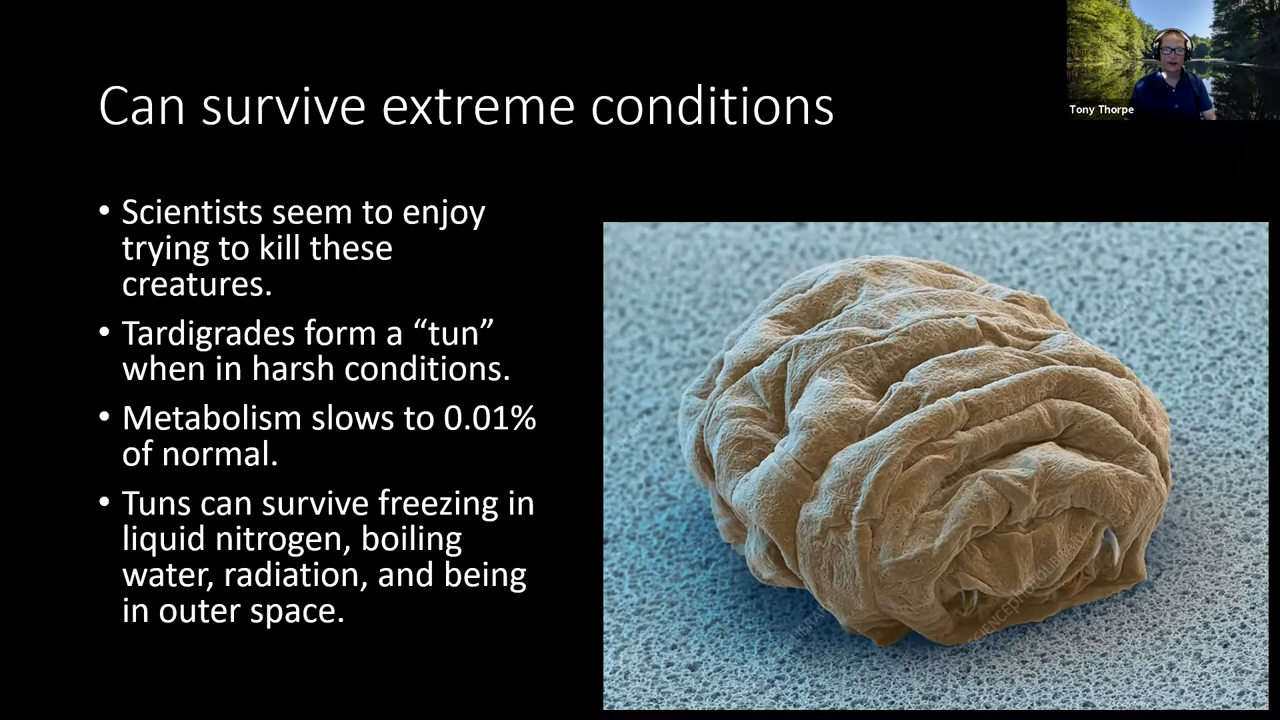 Can survive extreme conditions
Tony Thorpe
• Scientists seem to enjoy
trying to kill these
creatures.
• Tardigrades form a “tun”
when in harsh conditions.
• Metabolism slows to 0.01%
of normal.
• Tuns can survive freezing in
liquid nitrogen, boiling
water, radiation, and being
in outer space.